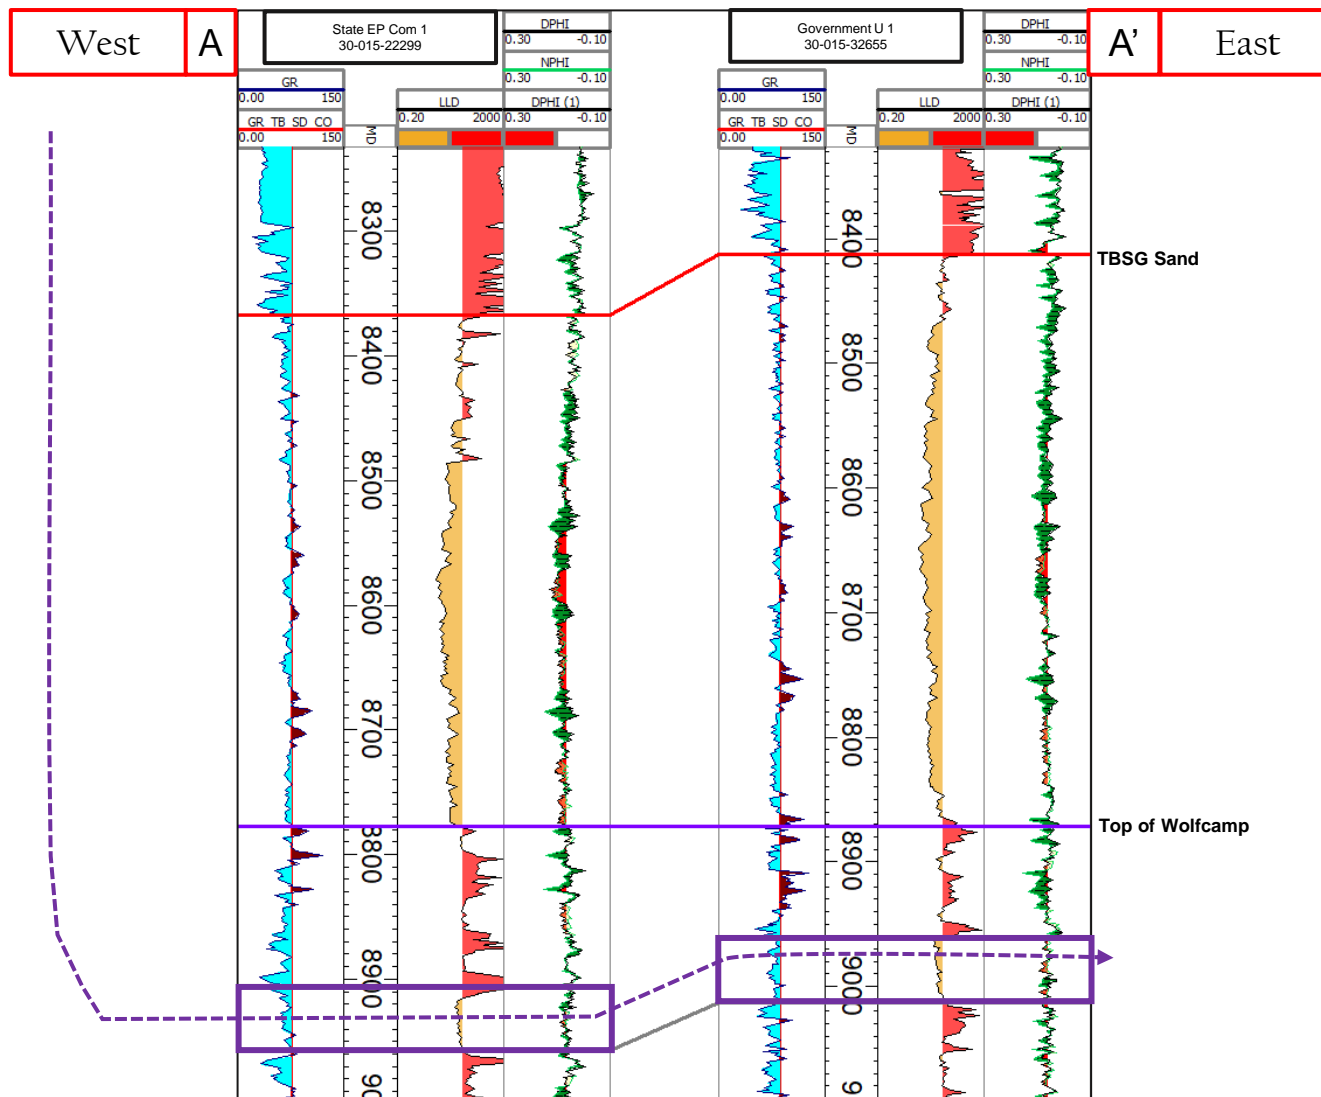 West
A
State EP Com 1
30-015-22299
DPHI
0.30 -0.10
NPHI
0.30 -0.10
GR
0.00 150
LLD
0.20 2000
DPHI (1)
0.30 -0.10
GR TB SD CO
0.00 150
MD
8300
8400
8500
8600
8700
8800
8900
90
Government U 1
30-015-32655
DPHI
0.30 -0.10
NPHI
0.30 -0.10
GR
0.00 150
LLD
0.20 2000
DPHI (1)
0.30 -0.10
GR TB SD CO
0.00 150
MD
8400
8500
8600
8700
8800
8900
9000
9
A’
East
TBSG Sand
Top of Wolfcamp